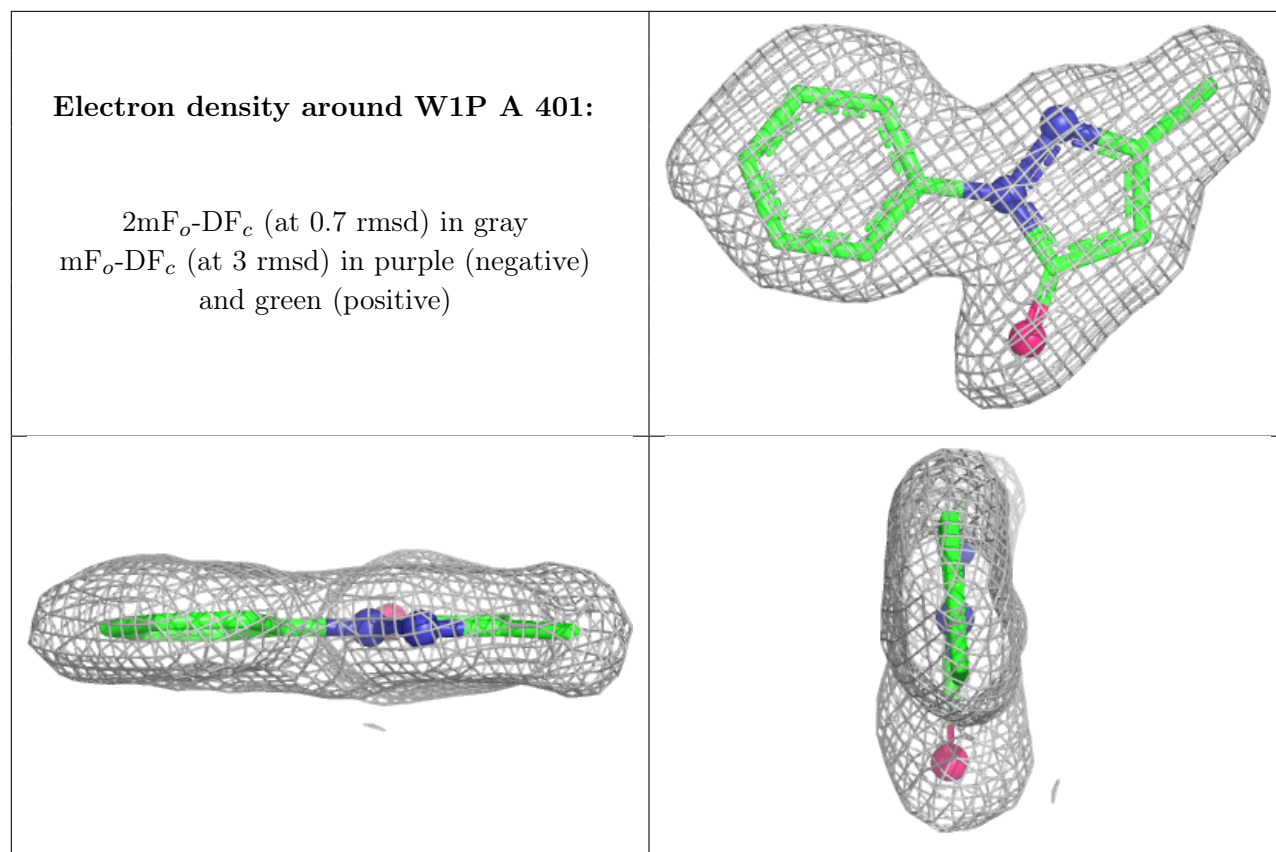 Electron density around W1P A 401:
2mFo-DFc (at 0.7 rmsd) in gray
mFo-DFc (at 3 rmsd) in purple (negative)
and green (positive)